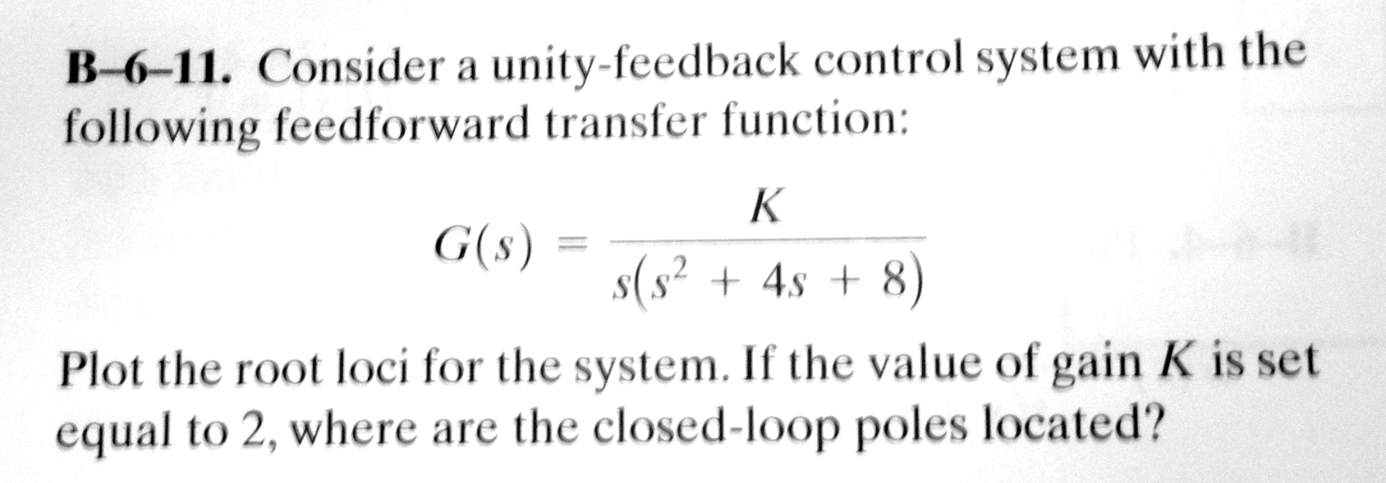 B–6–11. Consider a unity-feedback control system with the
following feedforward transfer function:
G(s) = K / s(s² + 4s + 8)
Plot the root loci for the system. If the value of gain K is set
equal to 2, where are the closed-loop poles located?